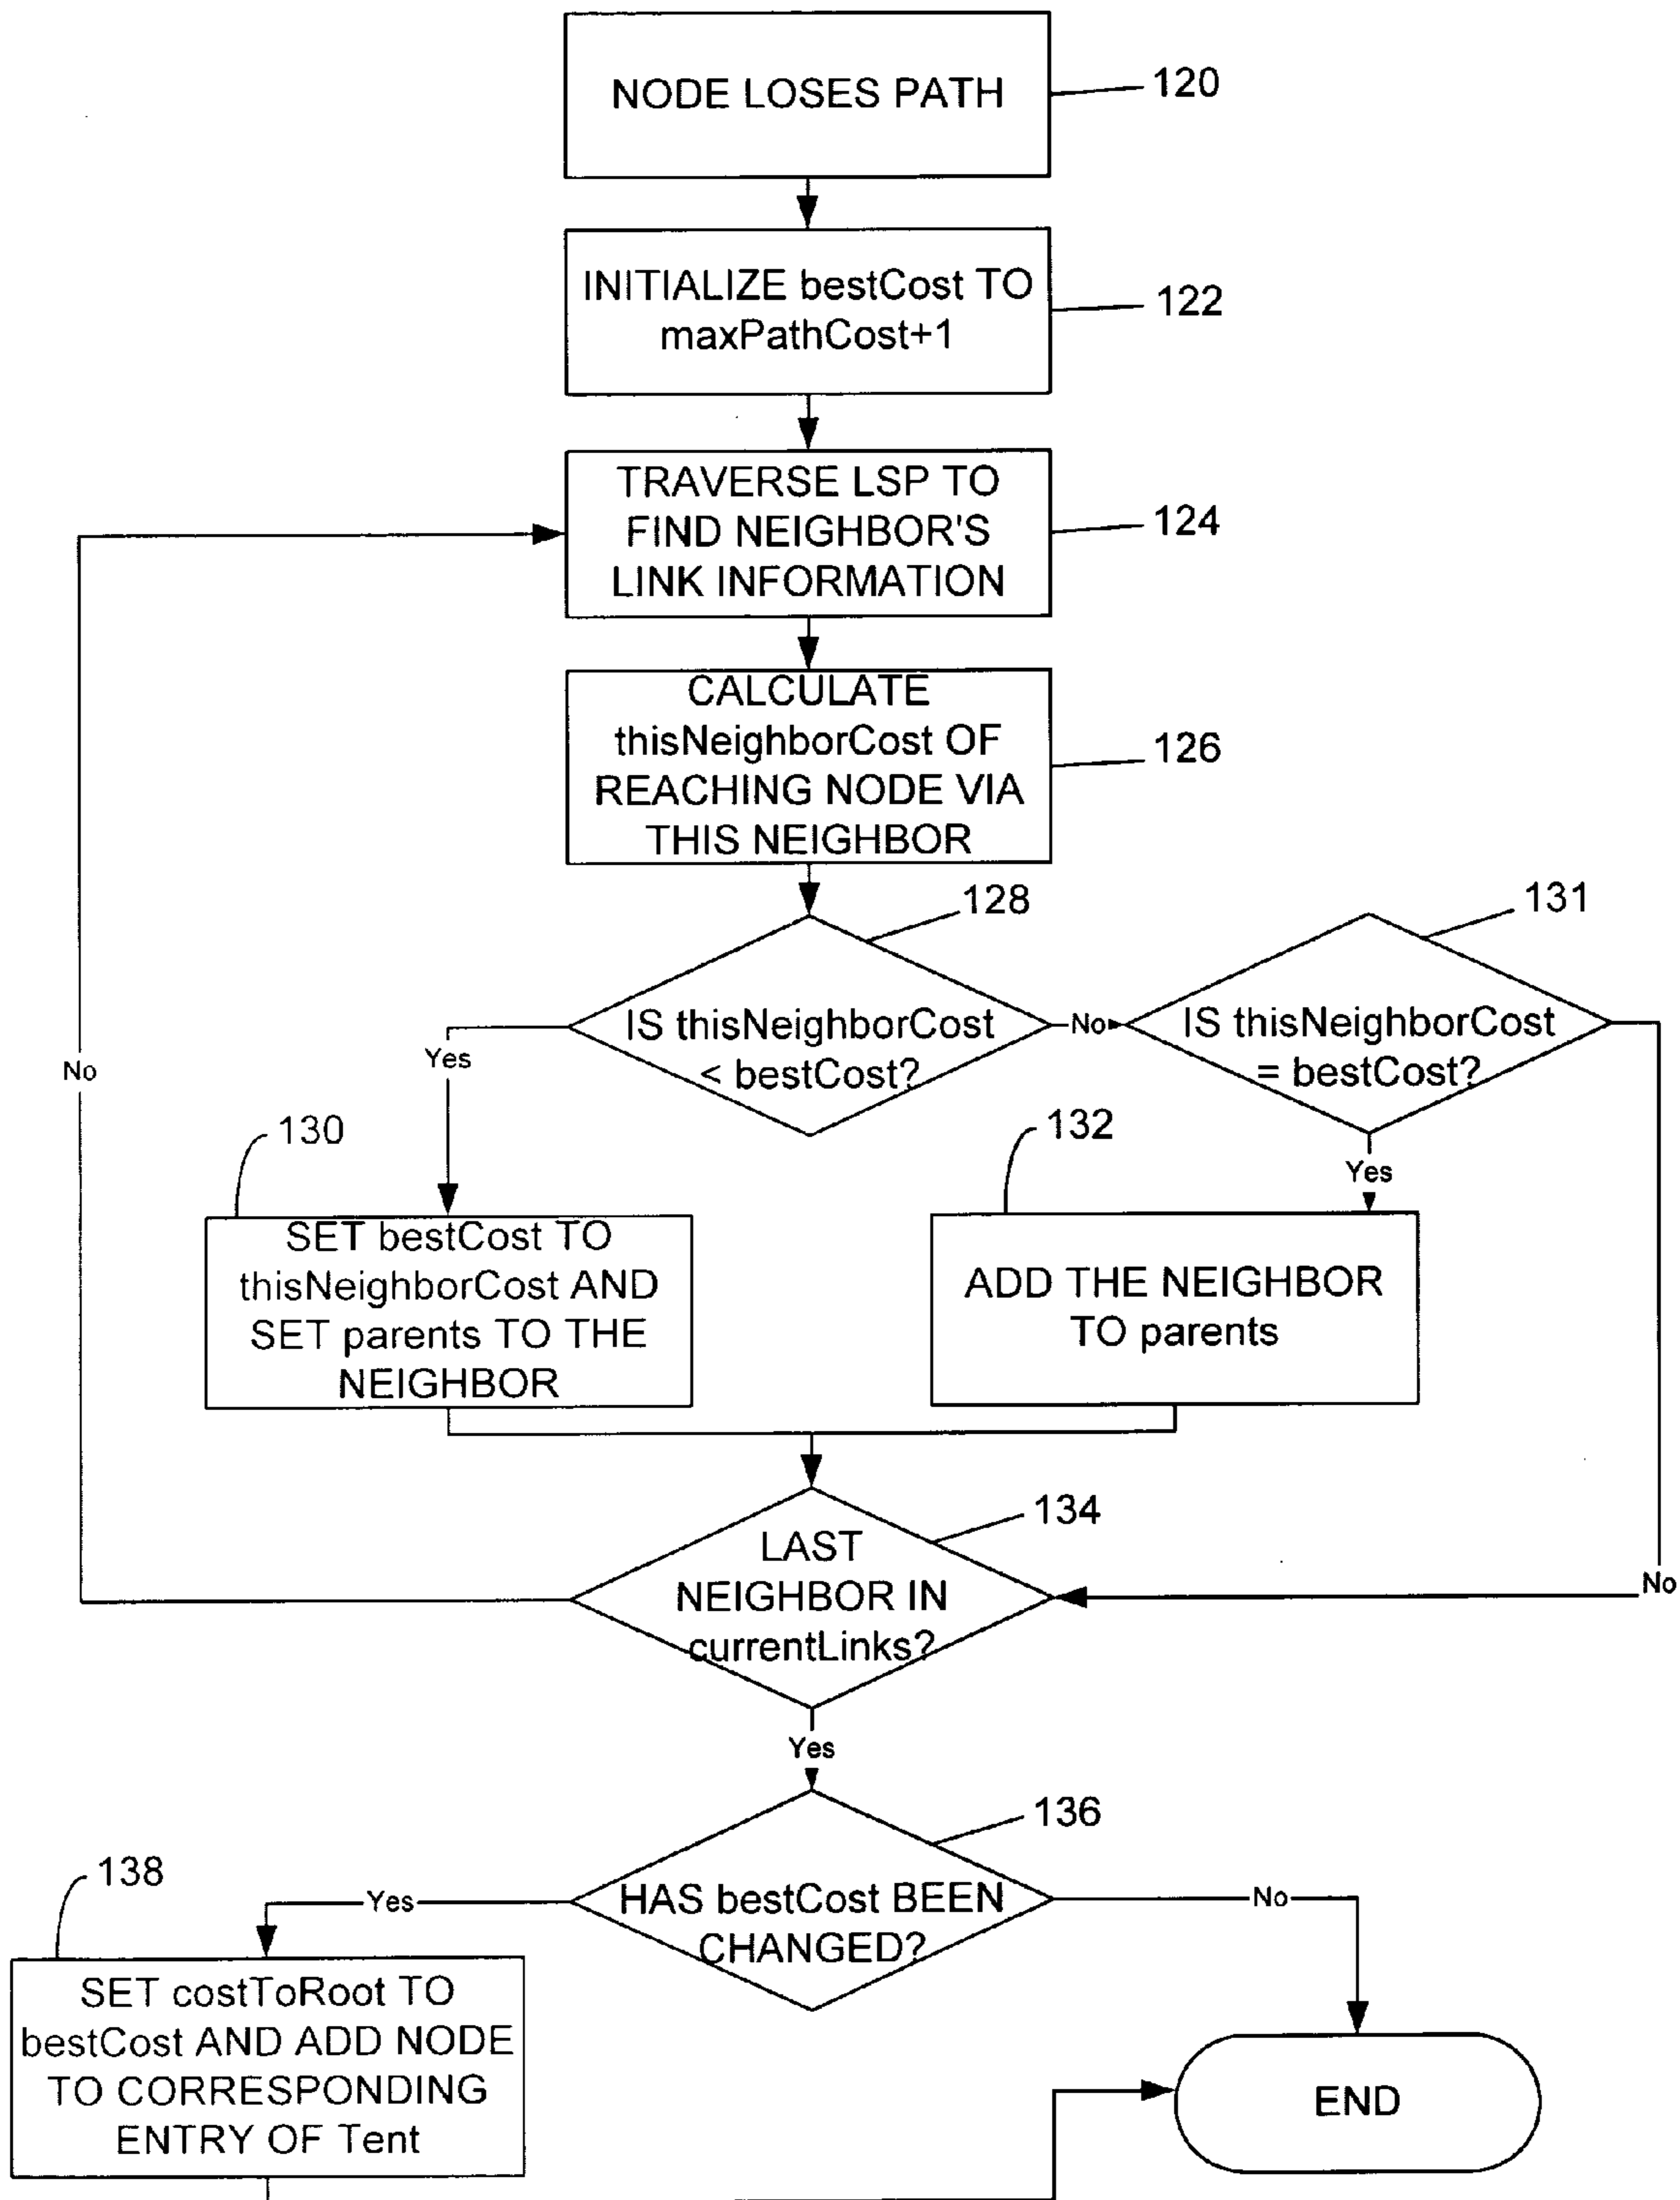 NODE LOSES PATH
120
INITIALIZE bestCost TO
maxPathCost+1
122
TRAVERSE LSP TO
FIND NEIGHBOR'S
LINK INFORMATION
124
CALCULATE
thisNeighborCost OF
REACHING NODE VIA
THIS NEIGHBOR
126
128
131
IS thisNeighborCost
< bestCost?
No
IS thisNeighborCost
= bestCost?
Yes
No
130
132
Yes
SET bestCost TO
thisNeighborCost AND
SET parents TO THE
NEIGHBOR
ADD THE NEIGHBOR
TO parents
134
LAST
NEIGHBOR IN
currentLinks?
No
Yes
136
138
HAS bestCost BEEN
CHANGED?
Yes
No
SET costToRoot TO
bestCost AND ADD NODE
TO CORRESPONDING
ENTRY OF Tent
END